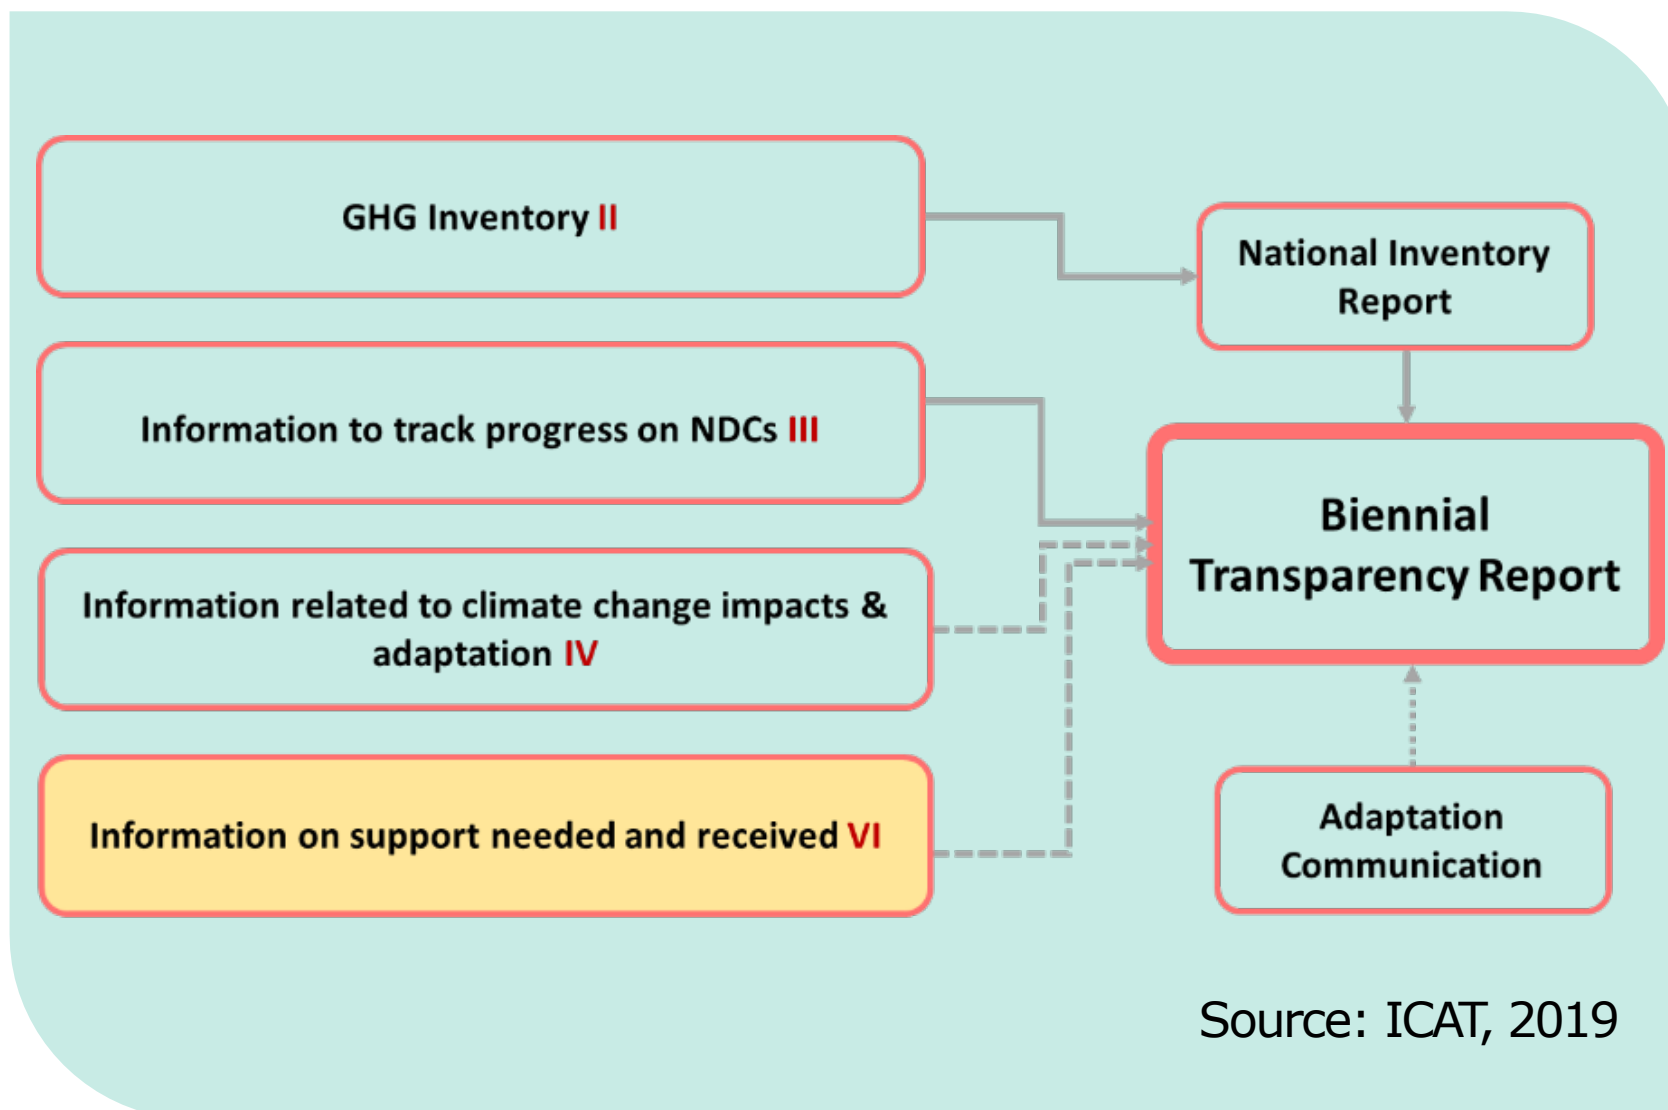 GHG Inventory II
National Inventory
Report
Information to track progress on NDCs III
Biennial
Transparency Report
Information related to climate change impacts &
adaptation IV
Information on support needed and received VI
Adaptation
Communication
Source: ICAT, 2019